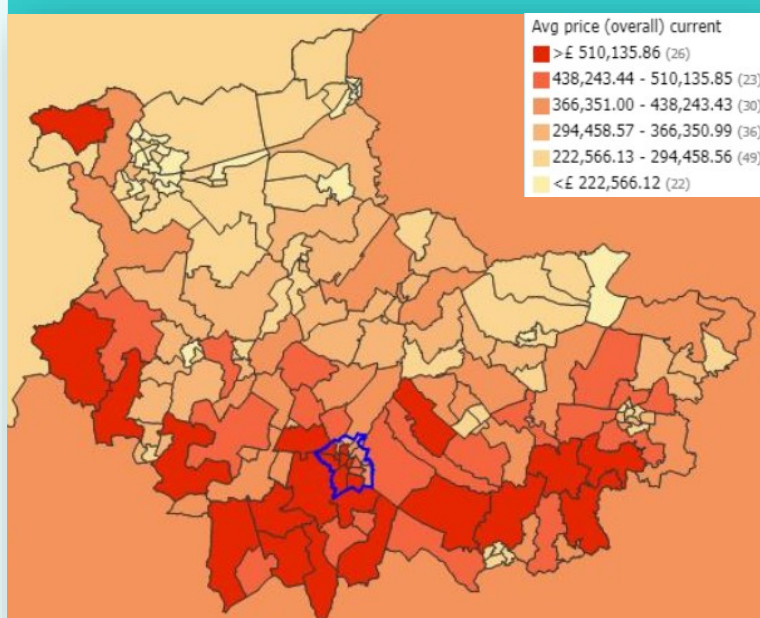 Avg price (overall) current
>£ 510,135.86 (26)
438,243.44 - 510,135.85 (23)
366,351.00 - 438,243.43 (30)
294,458.57 - 366,350.99 (36)
222,566.13 - 294,458.56 (49)
<£ 222,566.12 (22)